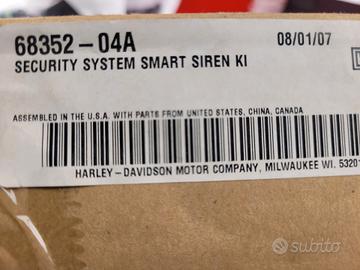 68352-04A 08/01/07
SECURITY SYSTEM SMART SIREN KI
ASSEMBLED IN THE U.S.A. WITH PARTS FROM UNITED STATES, CHINA, CANADA
HARLEY-DAVIDSON MOTOR COMPANY, MILWAUKEE WI. 5320
subito